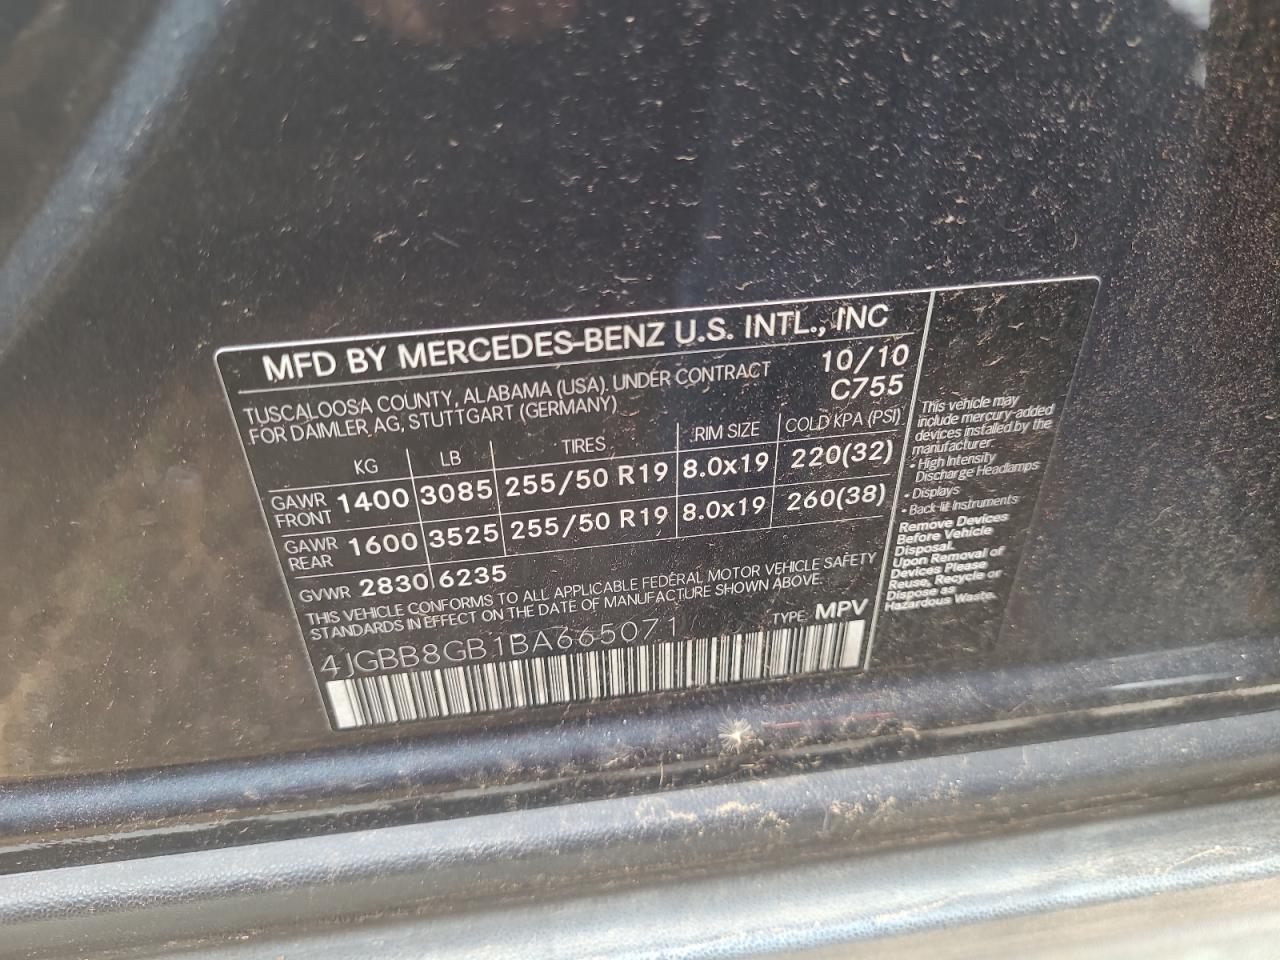 MFD BY MERCEDES-BENZ U.S. INTL., INC
TUSCALOOSA COUNTY, ALABAMA (USA). UNDER CONTRACT 10/10
FOR DAIMLER AG, STUTTGART (GERMANY) C755
KG LB TIRES RIM SIZE COLD KPA (PSI)
GAWR FRONT 1400 3085 255/50 R19 8.0x19 220(32)
GAWR REAR 1600 3525 255/50 R19 8.0x19 260(38)
GVWR 2830 6235
THIS VEHICLE CONFORMS TO ALL APPLICABLE FEDERAL MOTOR VEHICLE SAFETY
STANDARDS IN EFFECT ON THE DATE OF MANUFACTURE SHOWN ABOVE.
4JGBB8GB1BA665071 TYPE: MPV
This vehicle may
include mercury-added
devices installed by the
manufacturer:
• High Intensity
Discharge Headlamps
• Displays
• Back-lit Instruments
Remove Devices
Before Vehicle
Disposal.
Upon Removal of
Devices Please
Reuse, Recycle or
Dispose as
Hazardous Waste.